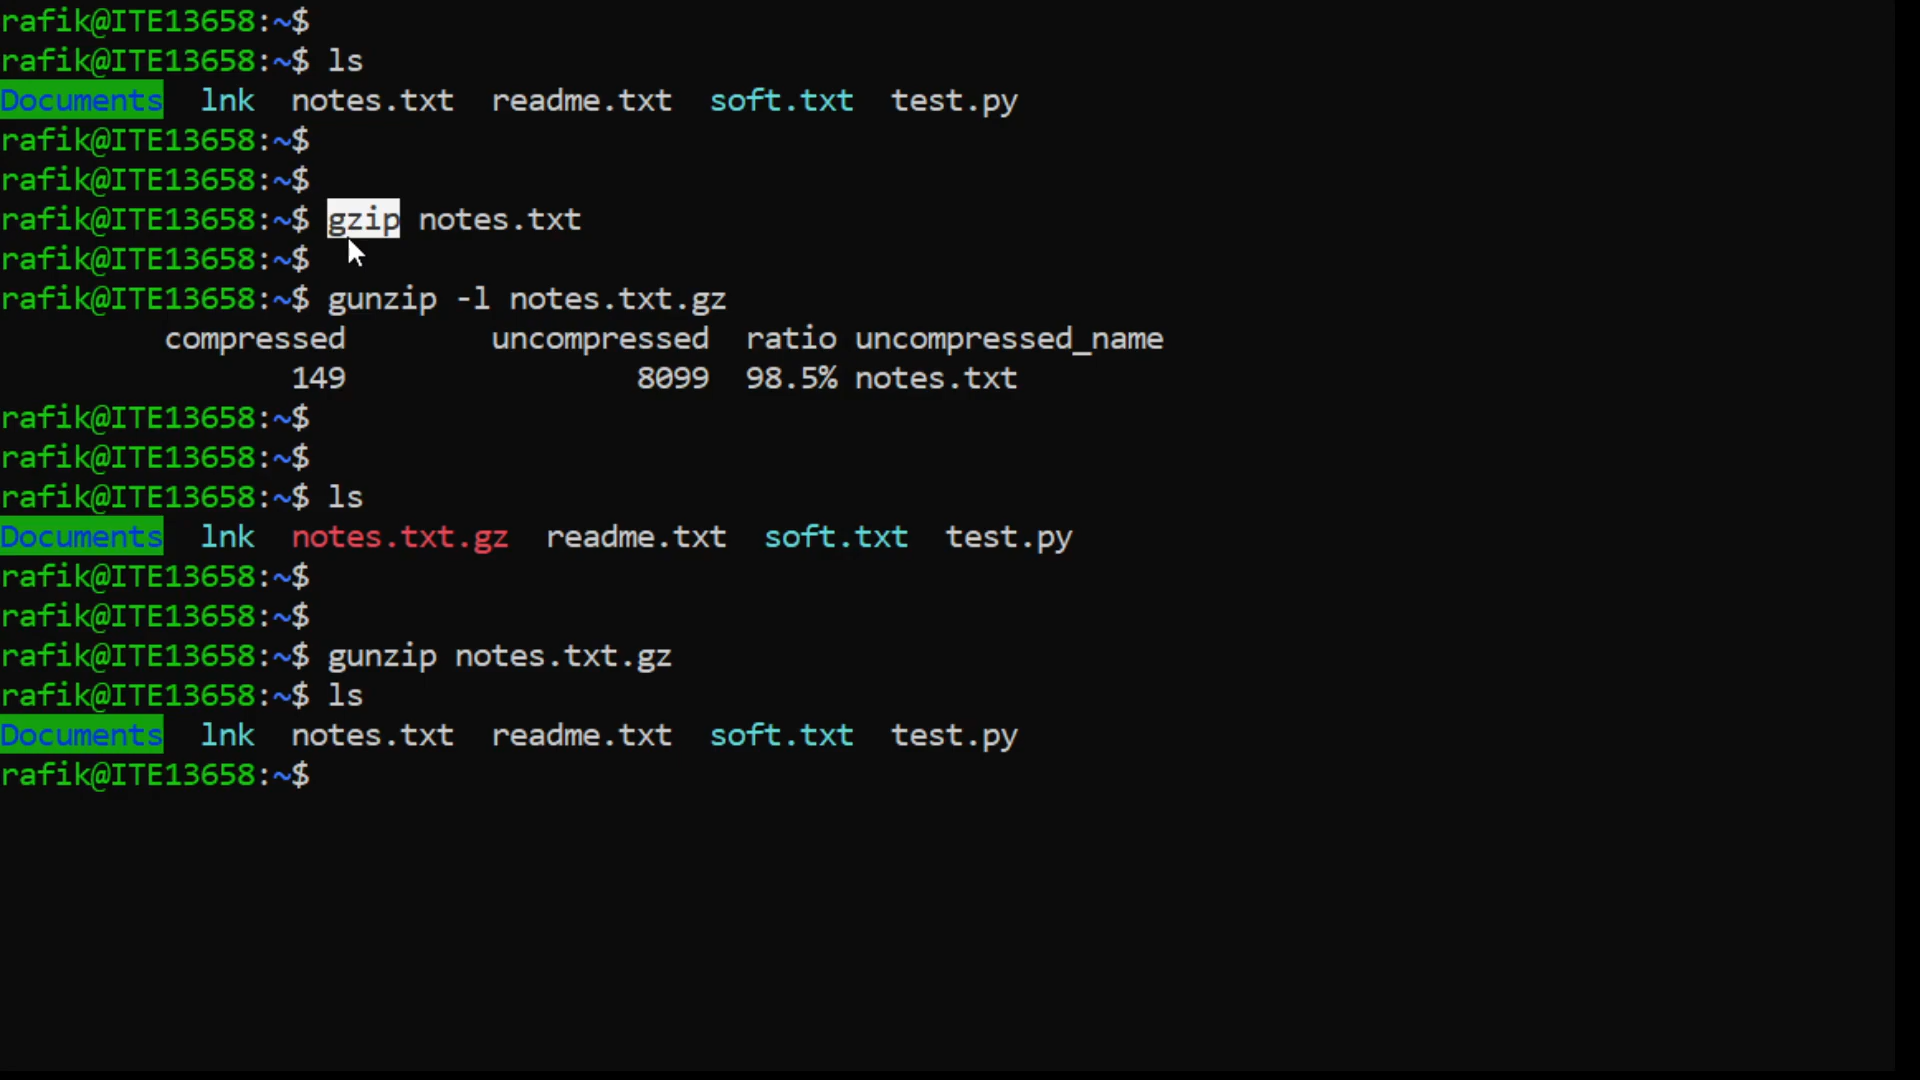 rafik@ITE13658:~$
rafik@ITE13658:~$ ls
Documents  lnk  notes.txt  readme.txt  soft.txt  test.py
rafik@ITE13658:~$
rafik@ITE13658:~$
rafik@ITE13658:~$ gzip notes.txt
rafik@ITE13658:~$
rafik@ITE13658:~$ gunzip -l notes.txt.gz
         compressed        uncompressed  ratio uncompressed_name
                149                8099  98.5% notes.txt
rafik@ITE13658:~$
rafik@ITE13658:~$
rafik@ITE13658:~$ ls
Documents  lnk  notes.txt.gz  readme.txt  soft.txt  test.py
rafik@ITE13658:~$
rafik@ITE13658:~$
rafik@ITE13658:~$ gunzip notes.txt.gz
rafik@ITE13658:~$ ls
Documents  lnk  notes.txt  readme.txt  soft.txt  test.py
rafik@ITE13658:~$